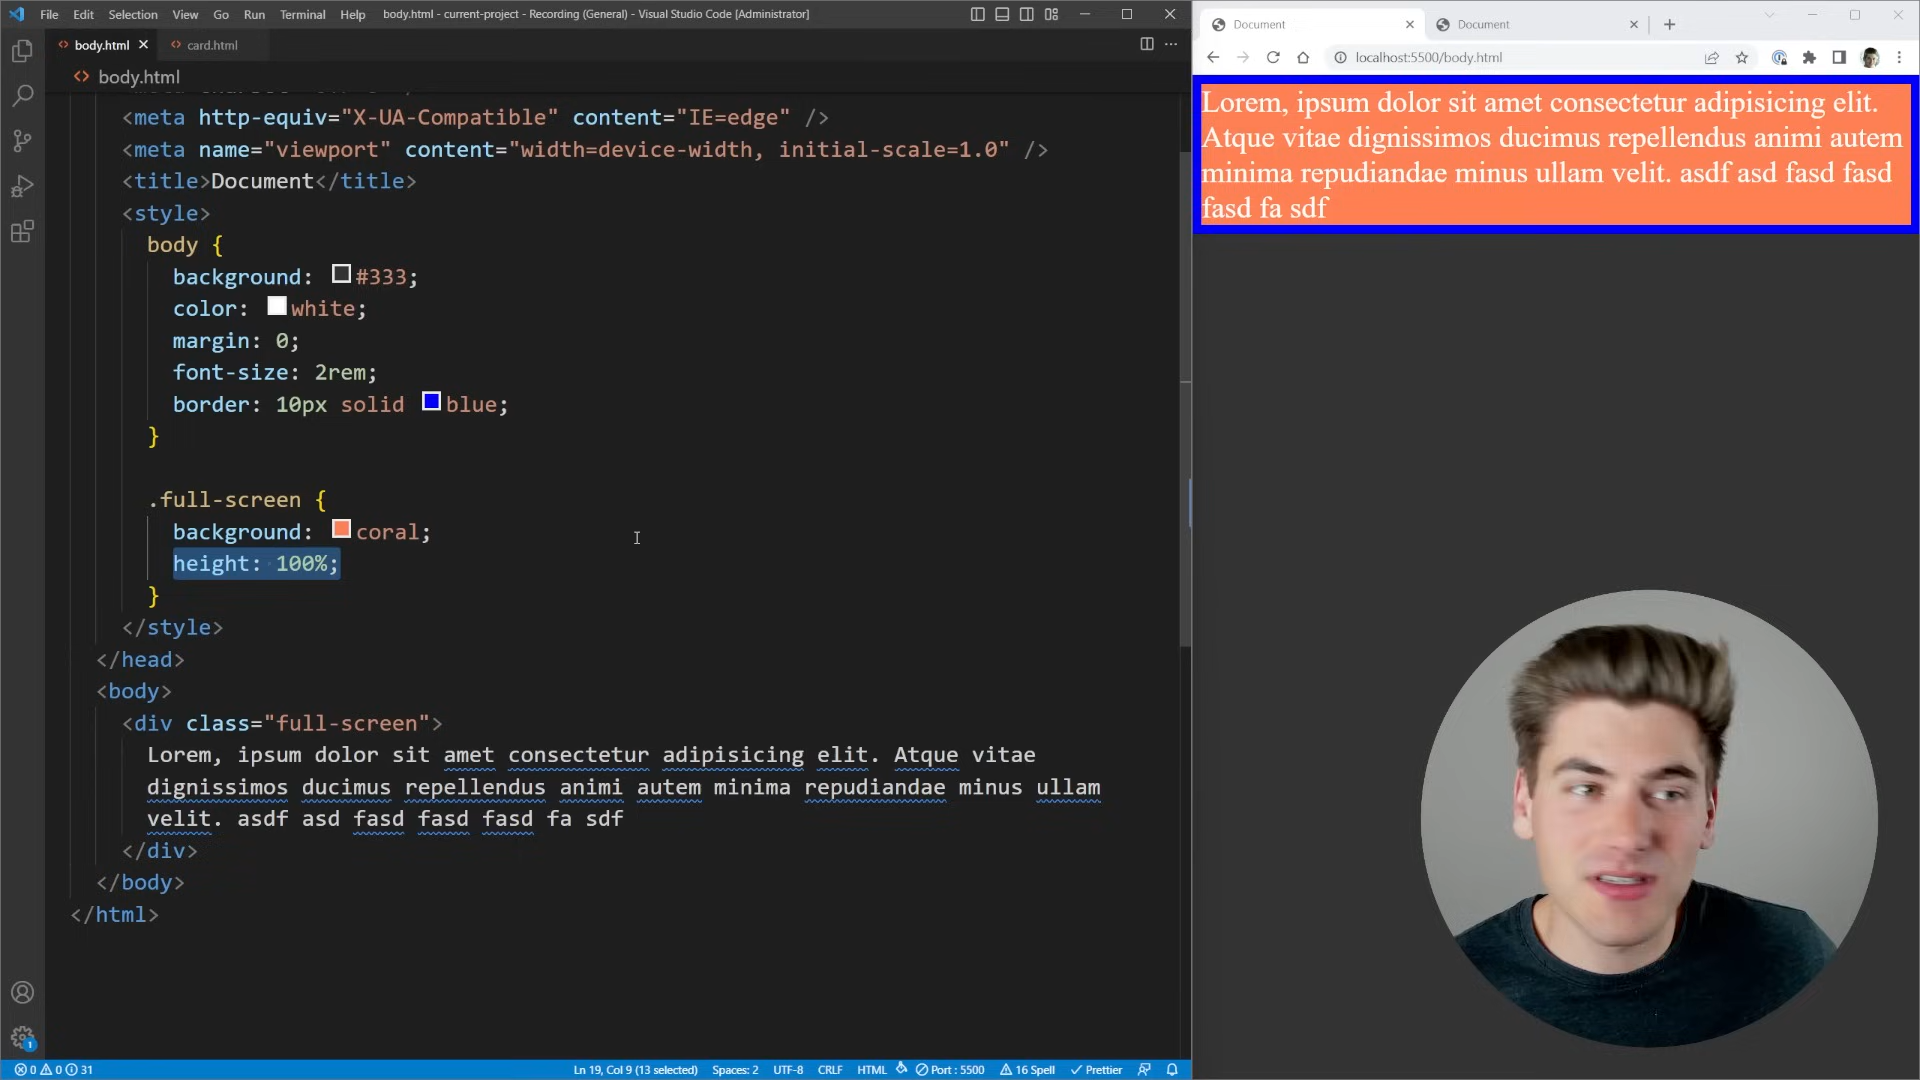 File Edit Selection View Go Run Terminal Help body.html - current-project - Recording (General) - Visual Studio Code [Administrator]
body.html
card.html
body.html
<meta http-equiv="X-UA-Compatible" content="IE=edge" />
<meta name="viewport" content="width=device-width, initial-scale=1.0" />
<title>Document</title>
<style>
body {
background: #333;
color: white;
margin: 0;
font-size: 2rem;
border: 10px solid blue;
}
.full-screen {
background: coral;
height: 100%;
}
</style>
</head>
<body>
<div class="full-screen">
Lorem, ipsum dolor sit amet consectetur adipisicing elit. Atque vitae
dignissimos ducimus repellendus animi autem minima repudiandae minus ullam
velit. asdf asd fasd fasd fasd fa sdf
</div>
</body>
</html>
1
0 0 31
Ln 19, Col 9 (13 selected) Spaces: 2 UTF-8 CRLF HTML Port : 5500 16 Spell Prettier
Document
Document
localhost:5500/body.html
Lorem, ipsum dolor sit amet consectetur adipisicing elit.
Atque vitae dignissimos ducimus repellendus animi autem
minima repudiandae minus ullam velit. asdf asd fasd fasd
fasd fa sdf